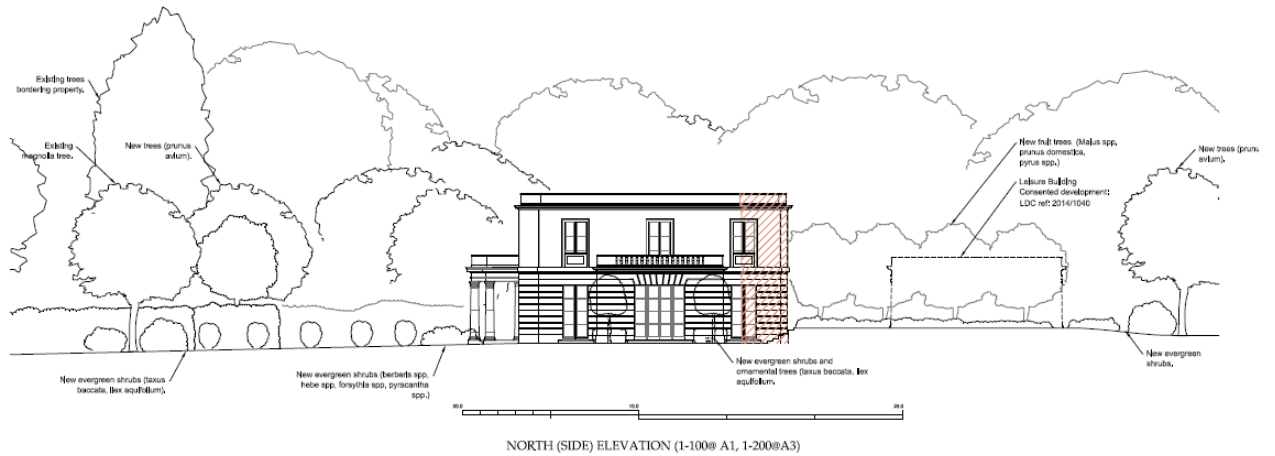 Existing trees
bordering property.
Existing
magnolia tree.
New trees (prunus
avium).
New fruit trees (Malus spp,
prunus domestica,
pyrus spp.)
Leisure Building
Consented development:
LDC ref: 2014/1040
New trees (prunu
avium).
New evergreen shrubs (taxus
baccata, ilex aquifolium).
New evergreen shrubs (berberis spp,
hebe spp, forsythia spp, pyracantha
spp.)
New evergreen shrubs and
ornamental trees (taxus baccata, ilex
aquifolium.
New evergreen
shrubs.
10.0
NORTH (SIDE) ELEVATION (1-100@ A1, 1-200@A3)